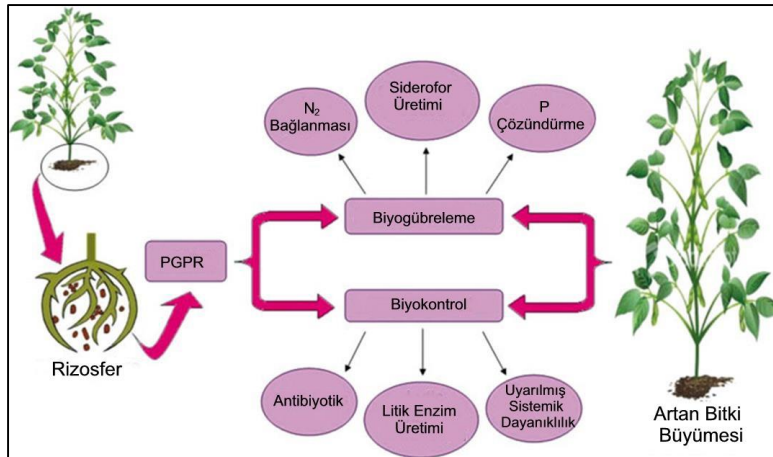 N₂
Bağlanması
Siderofor
Üretimi
P
Çözündürme
Biyogübreleme
PGPR
Biyokontrol
Rizosfer
Antibiyotik
Litik Enzim
Üretimi
Uyarılmış
Sistemik
Dayanıklılık
Artan Bitki
Büyümesi